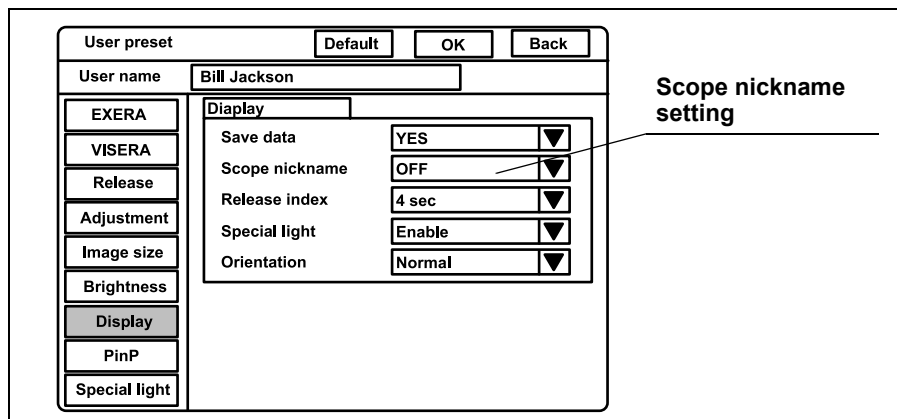 User preset
Default
OK
Back
User name
Bill Jackson
EXERA
VISERA
Release
Adjustment
Image size
Brightness
Display
PinP
Special light
Diaplay
Save data
YES
Scope nickname
OFF
Release index
4 sec
Special light
Enable
Orientation
Normal
Scope nickname
setting